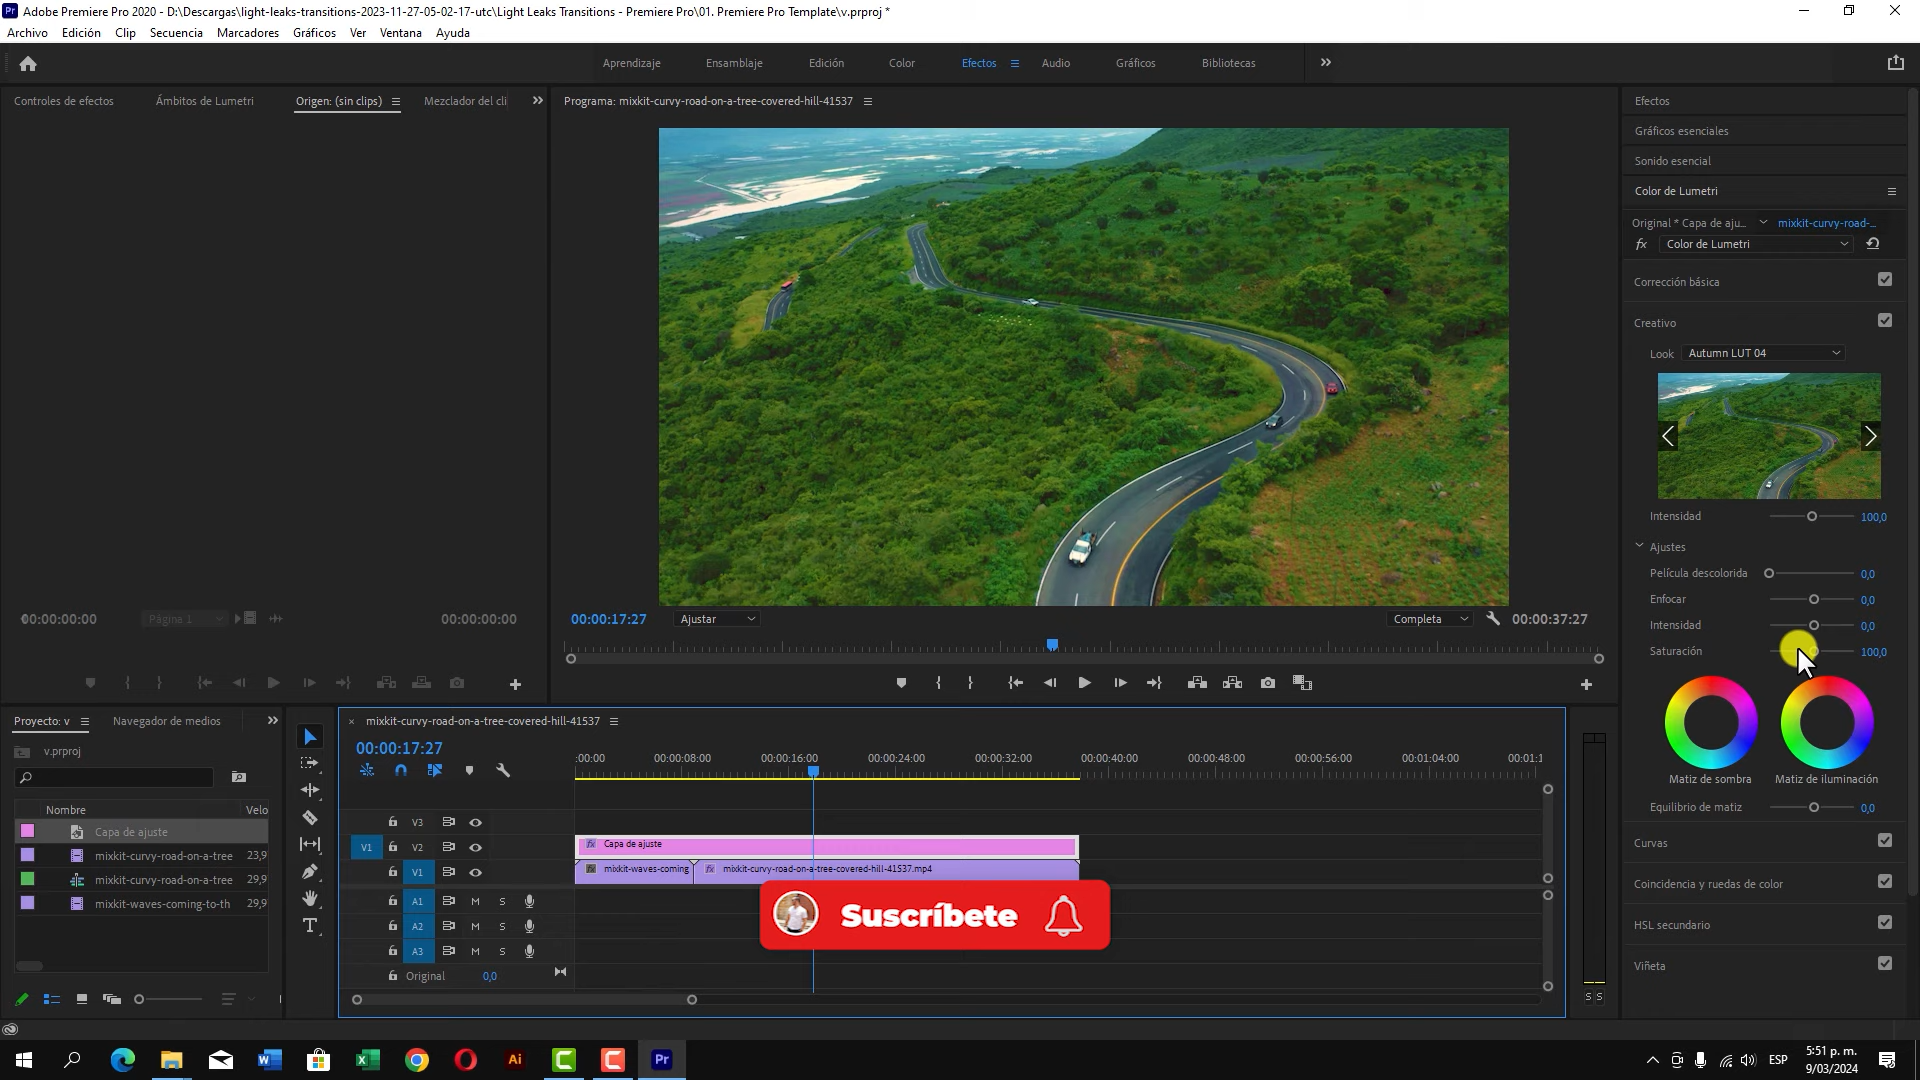 Adobe Premiere Pro 2020 - D:\Descargas\light-leaks-transitions-2023-11-27-05-02-17-utc\Light Leaks Transitions - Premiere Pro\01. Premiere Pro Template\v.prproj *
Archivo Edición Clip Secuencia Marcadores Gráficos Ver Ventana Ayuda
Aprendizaje Ensamblaje Edición Color Efectos Audio Gráficos Bibliotecas
Controles de efectos Ámbitos de Lumetri Origen: (sin clips) Mezclador del cli
Programa: mixkit-curvy-road-on-a-tree-covered-hill-41537
Efectos
Gráficos esenciales
Sonido esencial
Color de Lumetri
Original * Capa de aju... mixkit-curvy-road-...
fx Color de Lumetri
Corrección básica
Creativo
Look Autumn LUT 04
Intensidad 100,0
Ajustes
Película descolorida 0,0
Enfocar 0,0
Intensidad 0,0
Saturación 100,0
Matiz de sombra Matiz de iluminación
Equilibrio de matiz 0,0
Curvas
Coincidencia y ruedas de color
HSL secundario
Viñeta
00:00:00:00 Página 1 00:00:00:00
00:00:17:27 Ajustar Completa 00:00:37:27
Proyecto: v Navegador de medios
v.prproj
Nombre Velo
Capa de ajuste
mixkit-curvy-road-on-a-tree 23,9
mixkit-curvy-road-on-a-tree 29,9
mixkit-waves-coming-to-th 29,9
mixkit-curvy-road-on-a-tree-covered-hill-41537
00:00:17:27
:00:00 00:00:08:00 00:00:16:00 00:00:24:00 00:00:32:00 00:00:40:00 00:00:48:00 00:00:56:00 00:01:04:00 00:01:1
V3
V1 V2 fx Capa de ajuste
V1 fx mixkit-waves-coming fx mixkit-curvy-road-on-a-tree-covered-hill-41537.mp4
A1 M S
A2 M S
A3 M S
Original 0,0
Suscríbete
S S
Ai Pr
ESP
5:51 p. m.
9/03/2024